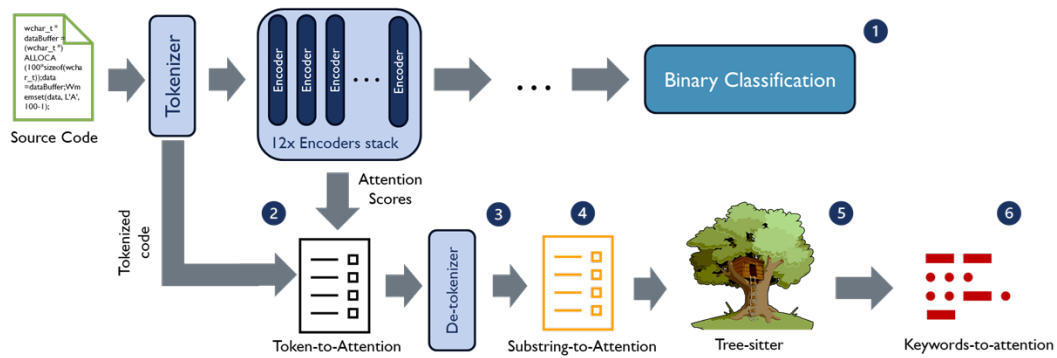 wchar_t *
dataBuffer =
(wchar_t *)
ALLOCA
(100*sizeof(wcha
r_t));data
=dataBuffer;Wm
emset(data, L'A',
100-1);
Source Code
Tokenizer
Encoder
Encoder
Encoder
...
Encoder
12x Encoders stack
...
Binary Classification
1
Attention
Scores
Tokenized
code
2
Token-to-Attention
3
De-tokenizer
4
Substring-to-Attention
5
Tree-sitter
6
Keywords-to-attention